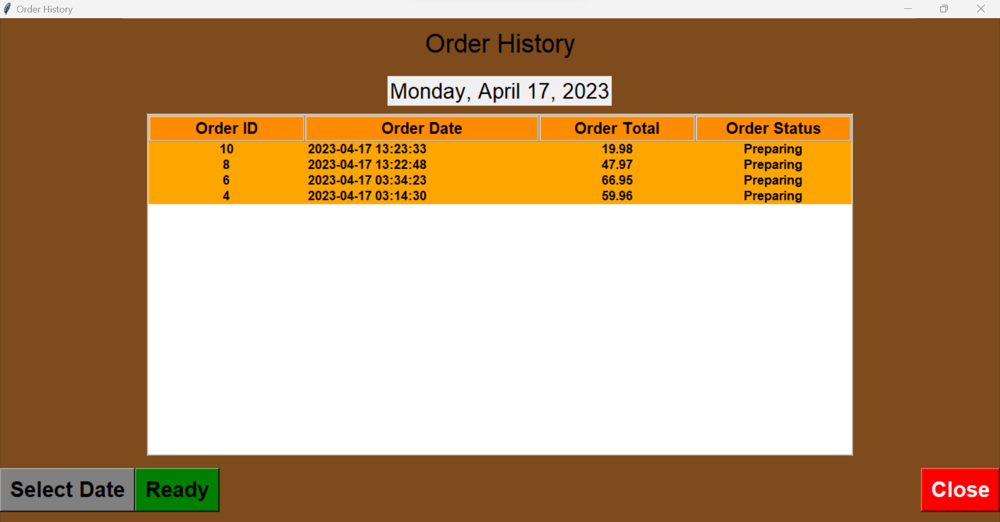 Order History
Order History
Monday, April 17, 2023
Order ID Order Date Order Total Order Status
10 2023-04-17 13:23:33 19.98 Preparing
8 2023-04-17 13:22:48 47.97 Preparing
6 2023-04-17 03:34:23 66.95 Preparing
4 2023-04-17 03:14:30 59.96 Preparing
Select Date Ready Close